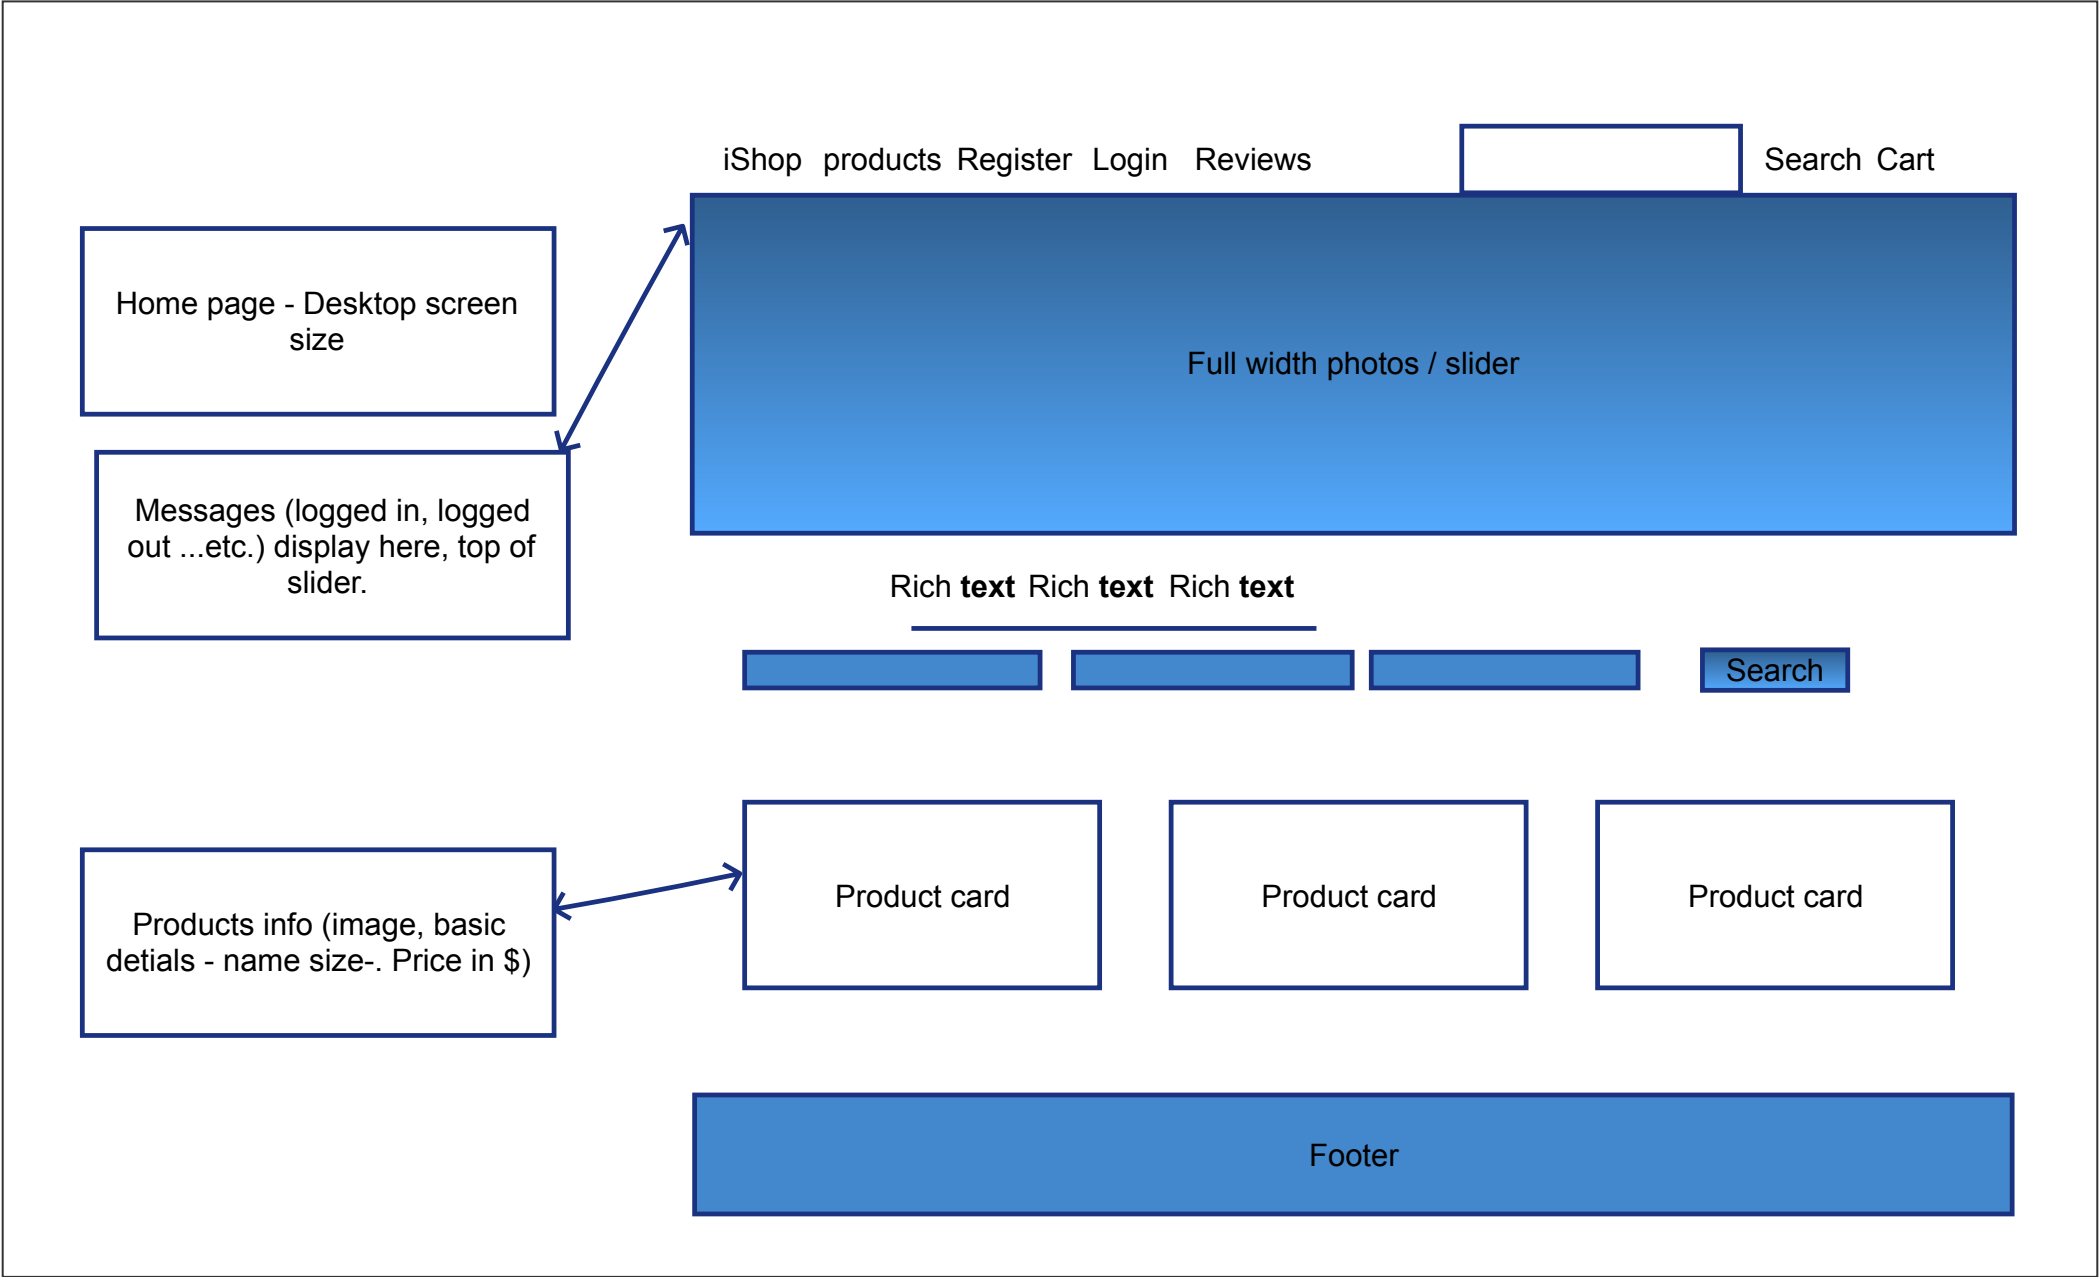 iShop products Register Login Reviews Search Cart
Home page - Desktop screen
size
Full width photos / slider
Messages (logged in, logged
out ...etc.) display here, top of
slider.
Rich text Rich text Rich text
Search
Products info (image, basic
detials - name size-. Price in $)
Product card
Product card
Product card
Footer